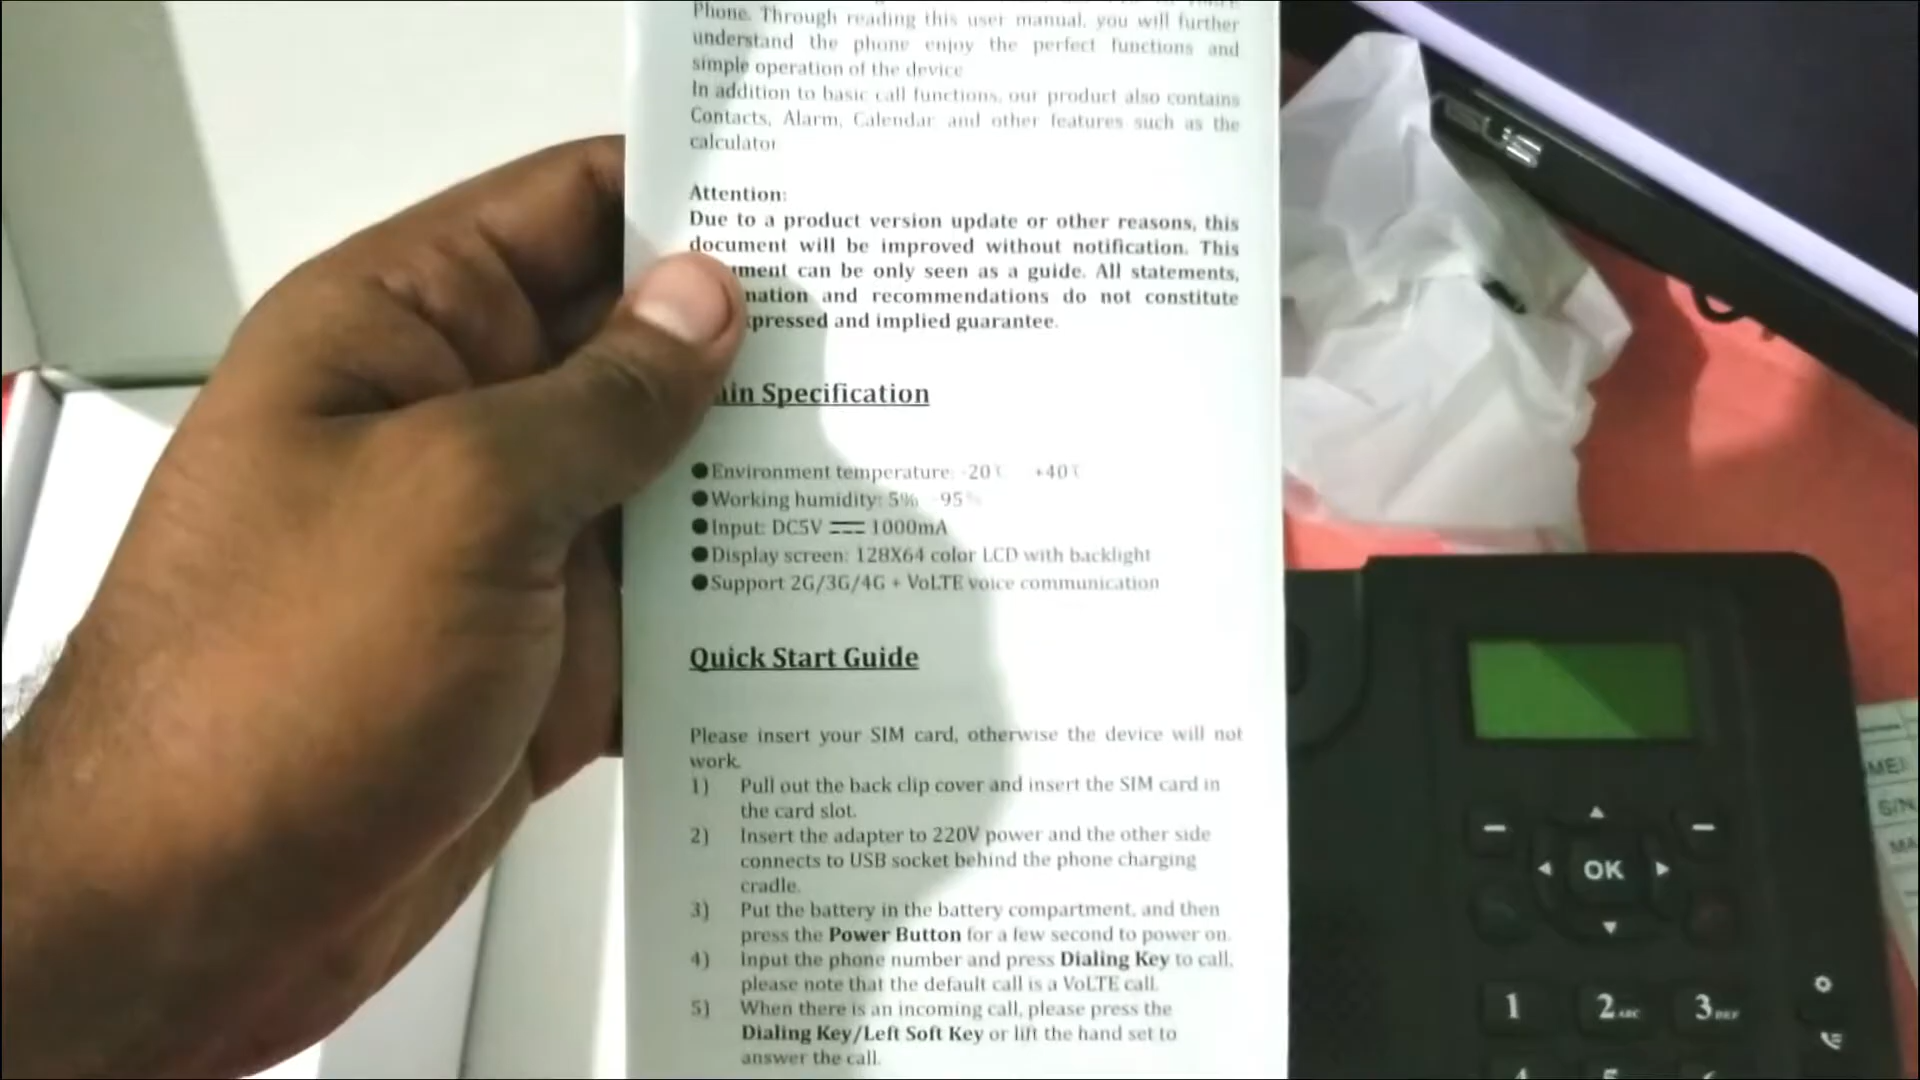 Phone. Through reading this user manual, you will further
understand the phone enjoy the perfect functions and
simple operation of the device
In addition to basic call functions, our product also contains
Contacts, Alarm, Calendar and other features such as the
calculator
Attention:
Due to a product version update or other reasons, this
document will be improved without notification. This
ment can be only seen as a guide. All statements,
nation and recommendations do not constitute
xpressed and implied guarantee.
in Specification
●Environment temperature: -20℃ +40℃
●Working humidity: 5% 95%
●Input: DC5V ⎓ 1000mA
●Display screen: 128X64 color LCD with backlight
●Support 2G/3G/4G + VoLTE voice communication
Quick Start Guide
Please insert your SIM card, otherwise the device will not
work.
1) Pull out the back clip cover and insert the SIM card in
the card slot.
2) Insert the adapter to 220V power and the other side
connects to USB socket behind the phone charging
cradle.
3) Put the battery in the battery compartment, and then
press the Power Button for a few second to power on.
4) Input the phone number and press Dialing Key to call,
please note that the default call is a VoLTE call.
5) When there is an incoming call, please press the
Dialing Key/Left Soft Key or lift the hand set to
answer the call.
OK
1 2 ABC 3 DEF
MEI:
S/N
MA